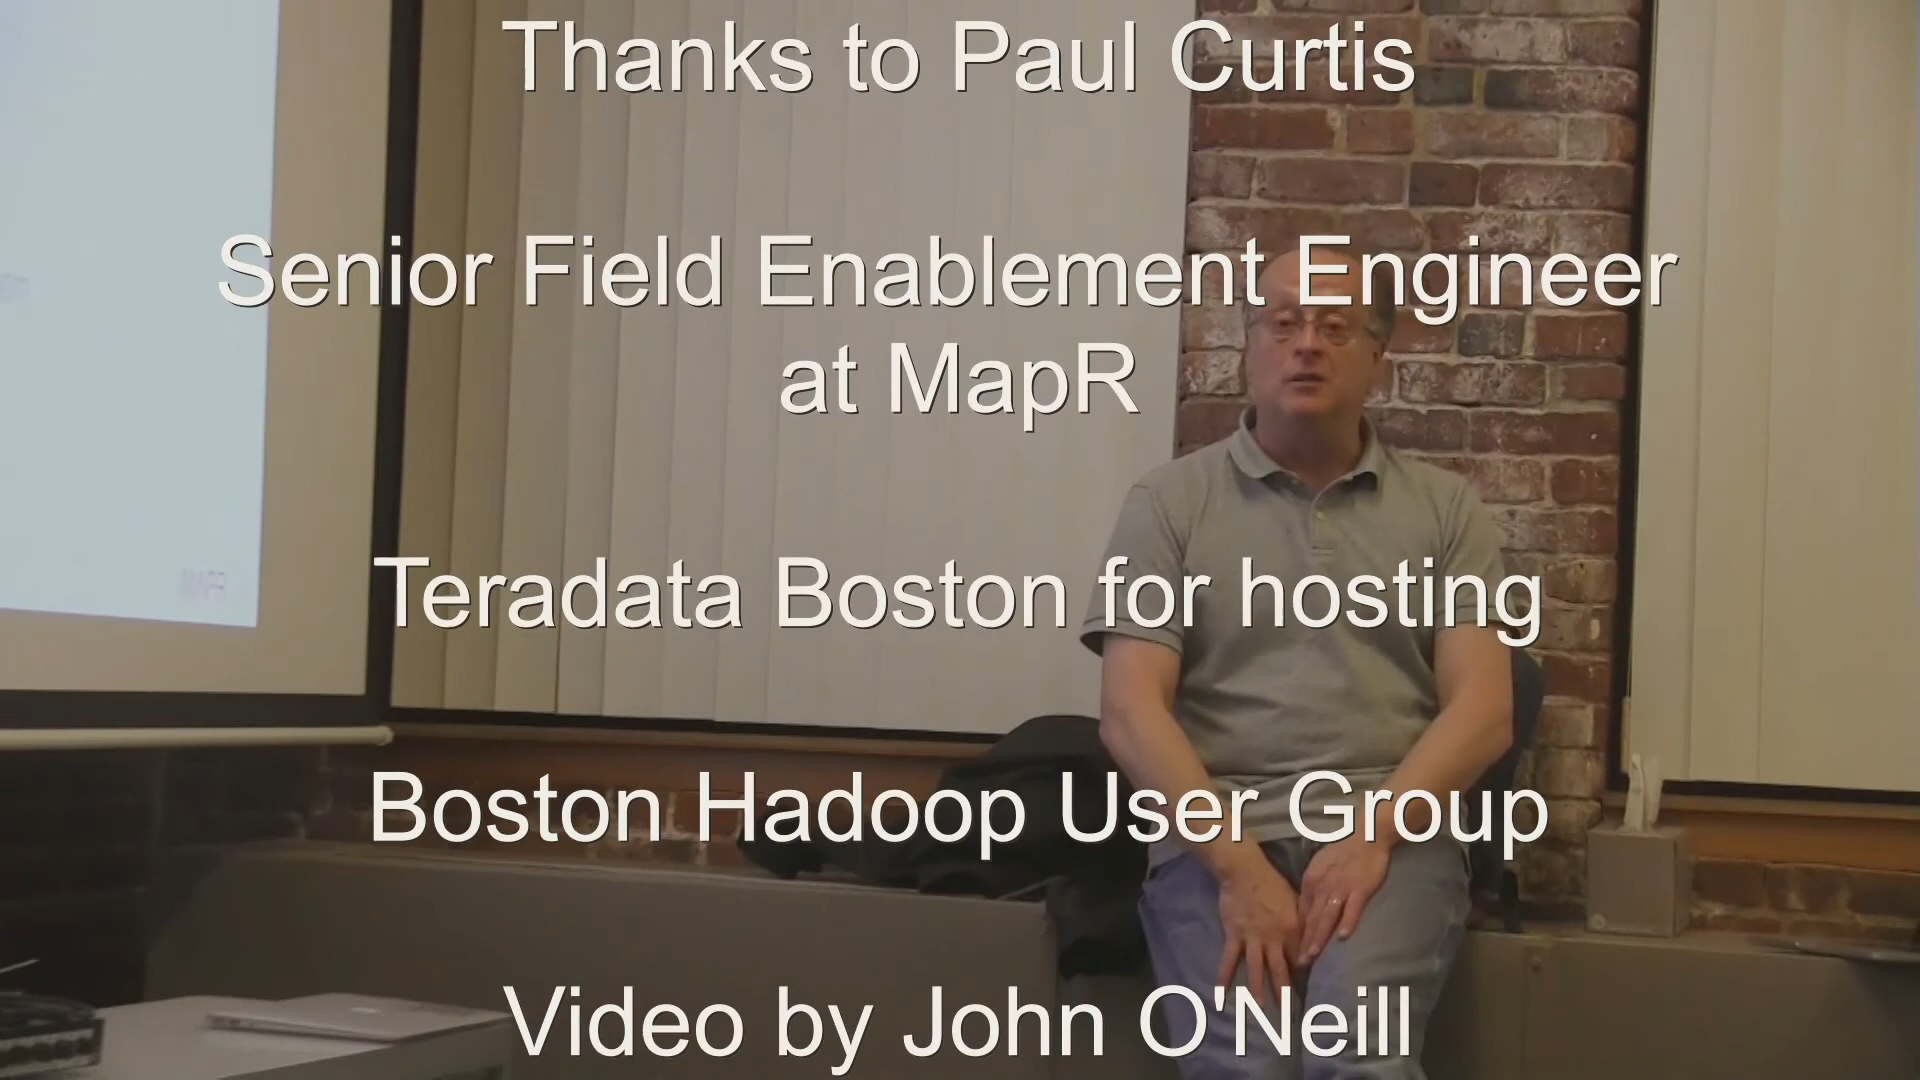 Thanks to Paul Curtis
Senior Field Enablement Engineer
at MapR
Teradata Boston for hosting
Boston Hadoop User Group
Video by John O'Neill